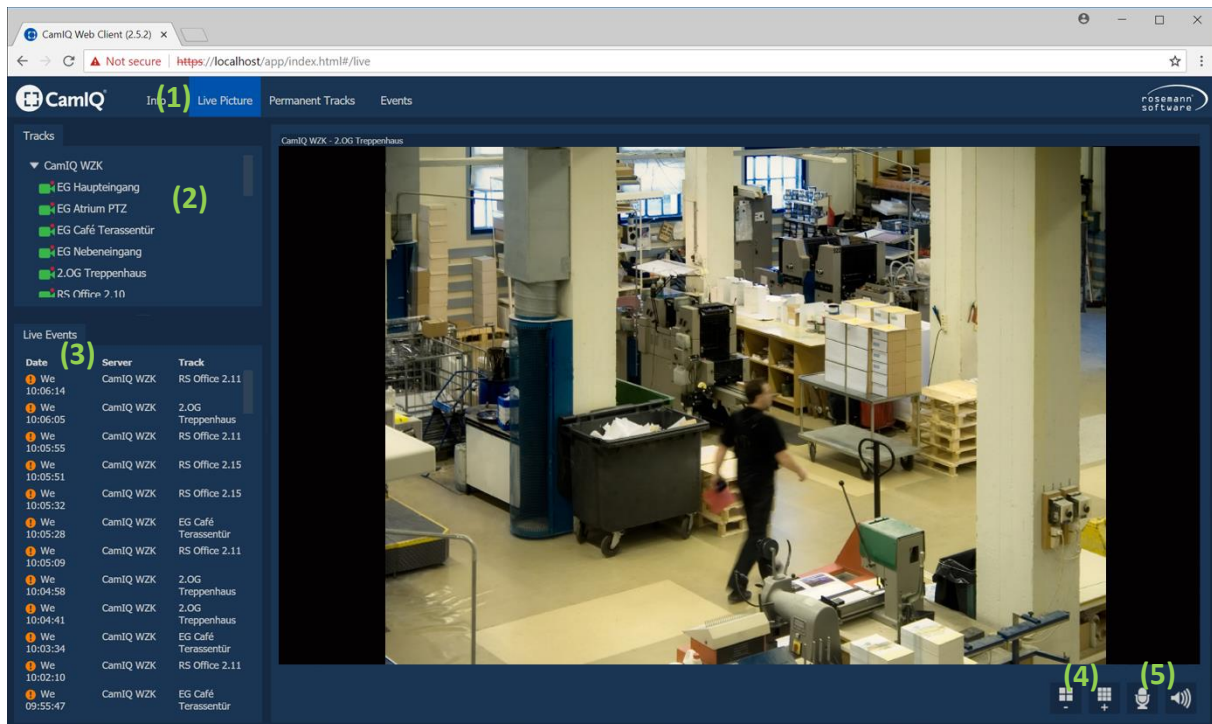 CamIQ Web Client (2.5.2)
Not secure https://localhost/app/index.html#/live
CamIQ
(1) Live Picture Permanent Tracks Events
rosemann software
Tracks
CamIQ WZK - 2.OG Treppenhaus
CamIQ WZK
EG Haupteingang
(2)
EG Atrium PTZ
EG Café Terassentür
EG Nebeneingang
2.OG Treppenhaus
RS Office 2.10
Live Events
(3)
Date Server Track
We 10:06:14 CamIQ WZK RS Office 2.11
We 10:06:05 CamIQ WZK 2.OG Treppenhaus
We 10:05:55 CamIQ WZK RS Office 2.11
We 10:05:51 CamIQ WZK RS Office 2.15
We 10:05:32 CamIQ WZK RS Office 2.15
We 10:05:28 CamIQ WZK EG Café Terassentür
We 10:05:09 CamIQ WZK RS Office 2.11
We 10:04:58 CamIQ WZK 2.OG Treppenhaus
We 10:04:41 CamIQ WZK 2.OG Treppenhaus
We 10:03:34 CamIQ WZK EG Café Terassentür
We 10:02:10 CamIQ WZK RS Office 2.11
We 09:55:47 CamIQ WZK EG Café Terassentür
(4) (5)
- +